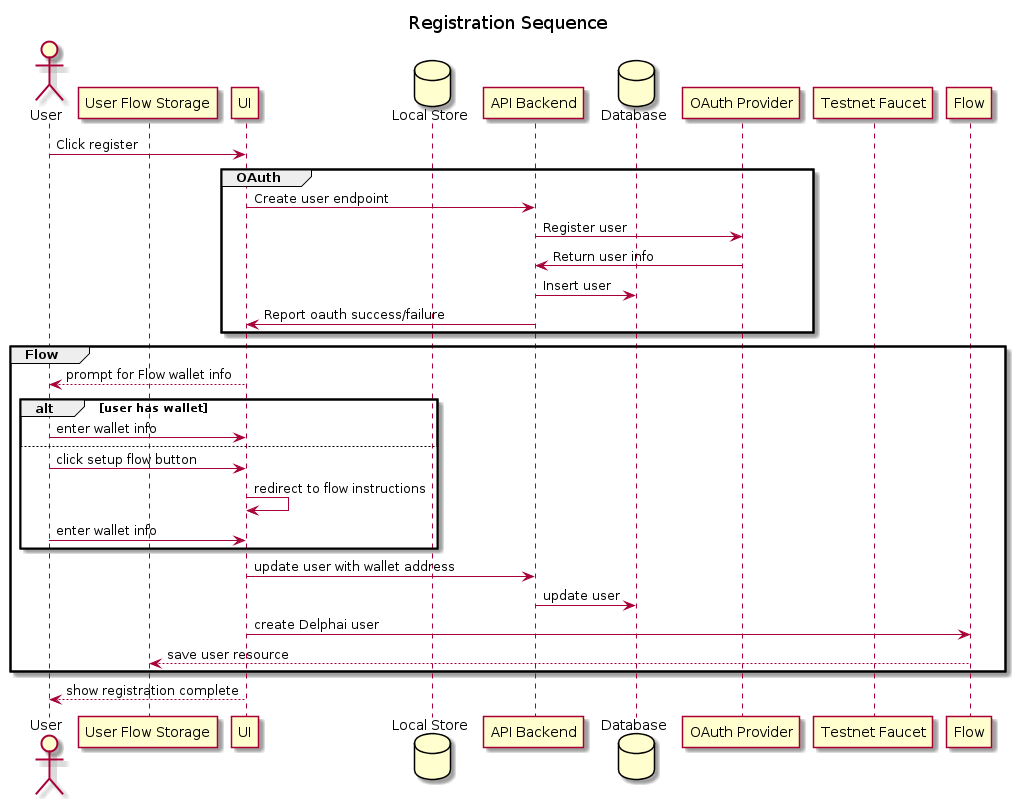 Registration Sequence
User
User Flow Storage
UI
Local Store
API Backend
Database
OAuth Provider
Testnet Faucet
Flow
Click register
OAuth
Create user endpoint
Register user
Return user info
Insert user
Report oauth success/failure
Flow
prompt for Flow wallet info
alt [user has wallet]
enter wallet info
click setup flow button
redirect to flow instructions
enter wallet info
update user with wallet address
update user
create Delphai user
save user resource
show registration complete
User
User Flow Storage
UI
Local Store
API Backend
Database
OAuth Provider
Testnet Faucet
Flow